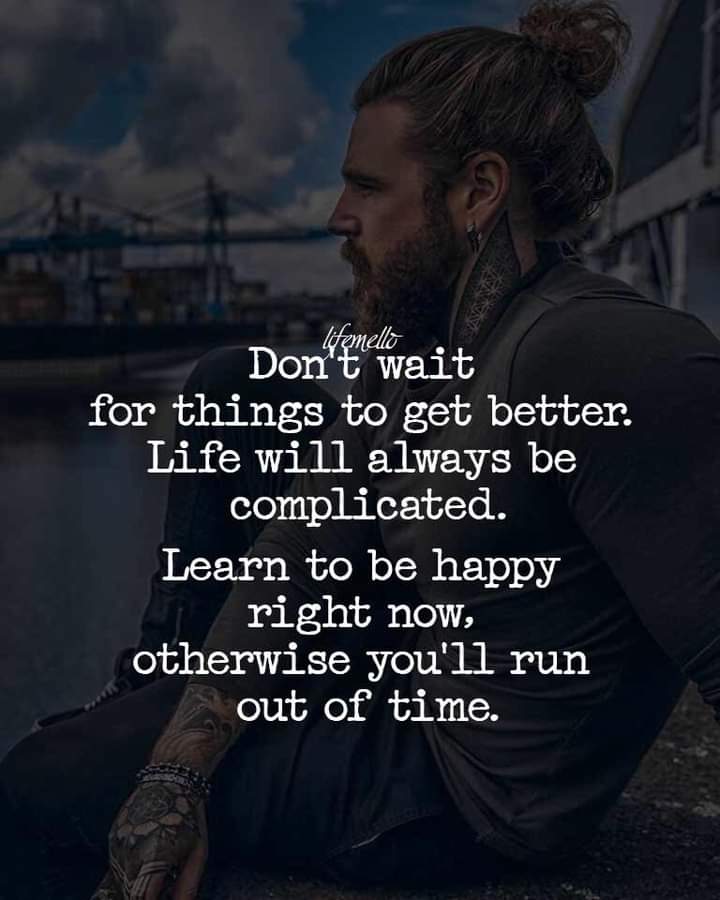 lifemello
Don't wait
for things to get better.
Life will always be
complicated.
Learn to be happy
right now,
otherwise you'll run
out of time.